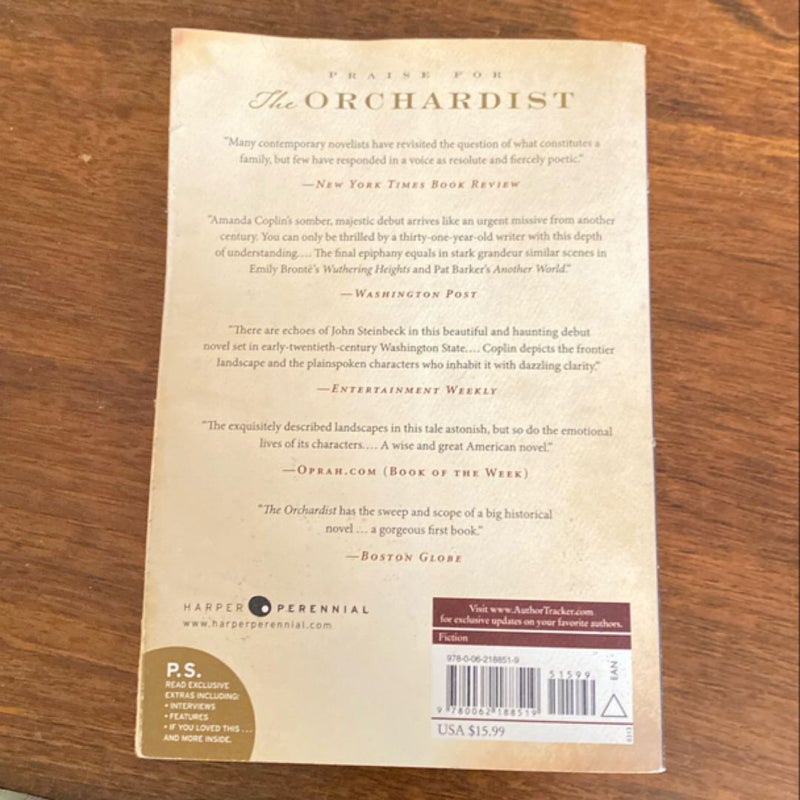 PRAISE FOR
The ORCHARDIST
"Many contemporary novelists have revisited the question of what constitutes a
family, but few have responded in a voice as resolute and fiercely poetic."
—New York Times Book Review
"Amanda Coplin's somber, majestic debut arrives like an urgent missive from another
century. You can only be thrilled by a thirty-one-year-old writer with this depth
of understanding.... The final epiphany equals in stark grandeur similar scenes in
Emily Brontë's Wuthering Heights and Pat Barker's Another World."
—Washington Post
"There are echoes of John Steinbeck in this beautiful and haunting debut
novel set in early-twentieth-century Washington State.... Coplin depicts the frontier
landscape and the plainspoken characters who inhabit it with dazzling clarity."
—Entertainment Weekly
"The exquisitely described landscapes in this tale astonish, but so do the emotional
lives of its characters.... A wise and great American novel."
—Oprah.com (Book of the Week)
"The Orchardist has the sweep and scope of a big historical
novel ... a gorgeous first book."
—Boston Globe
HARPER PERENNIAL
www.harperperennial.com
P.S.
READ EXCLUSIVE
EXTRAS INCLUDING:
• INTERVIEWS
• FEATURES
• IF YOU LOVED THIS ...
AND MORE INSIDE.
Visit www.AuthorTracker.com
for exclusive updates on your favorite authors.
Fiction
978-0-06-218851-9
51599
EAN
9 780062 188519
USA $15.99
0313